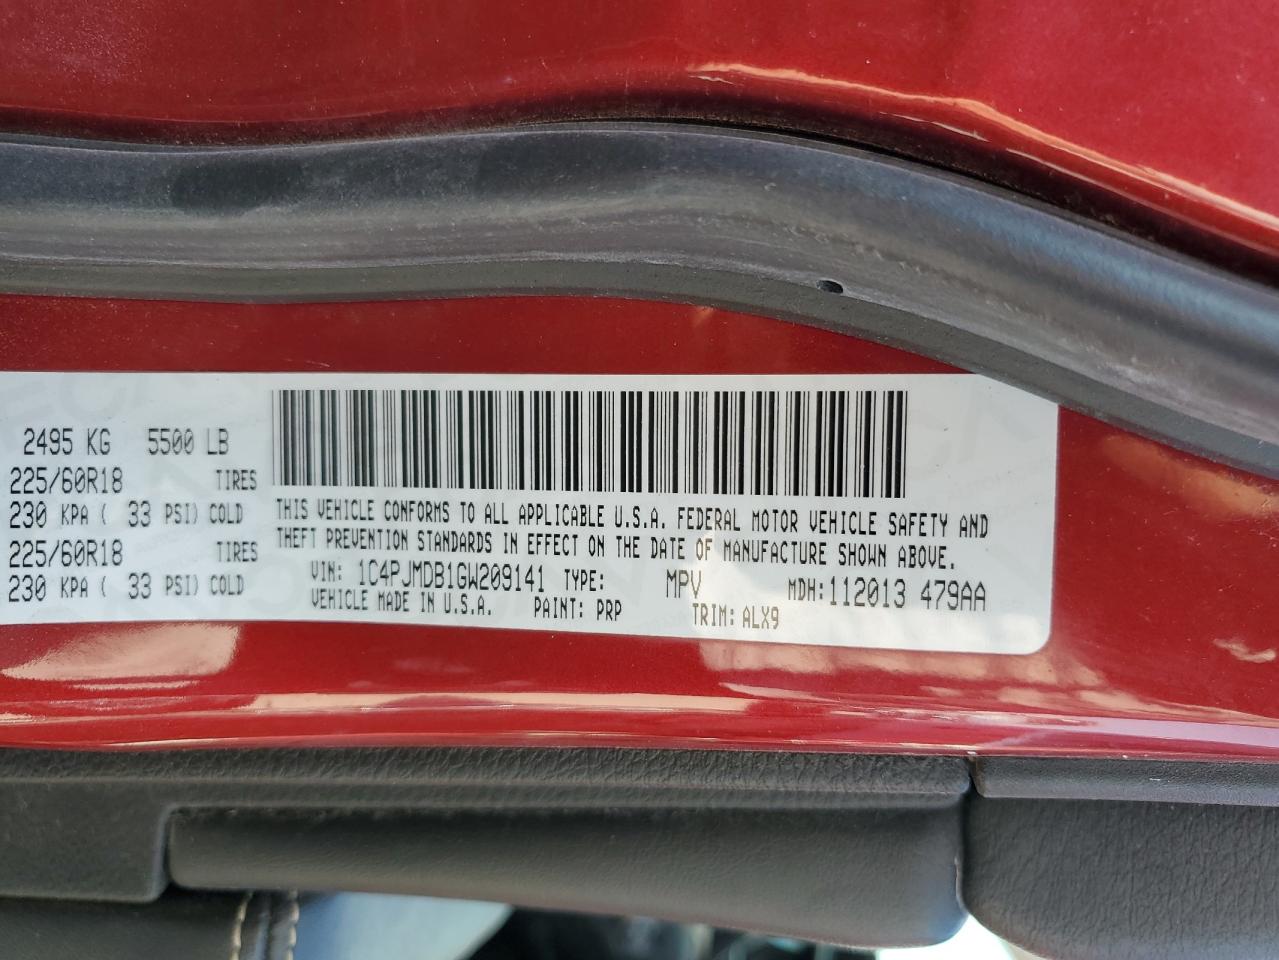 2495 KG 5500 LB
225/60R18 TIRES
230 KPA ( 33 PSI) COLD
225/60R18 TIRES
230 KPA ( 33 PSI) COLD
THIS VEHICLE CONFORMS TO ALL APPLICABLE U.S.A. FEDERAL MOTOR VEHICLE SAFETY AND
THEFT PREVENTION STANDARDS IN EFFECT ON THE DATE OF MANUFACTURE SHOWN ABOVE.
VIN: 1C4PJMDB1GW209141 TYPE: MPV MDH:112013 479AA
VEHICLE MADE IN U.S.A. PAINT: PRP TRIM: ALX9